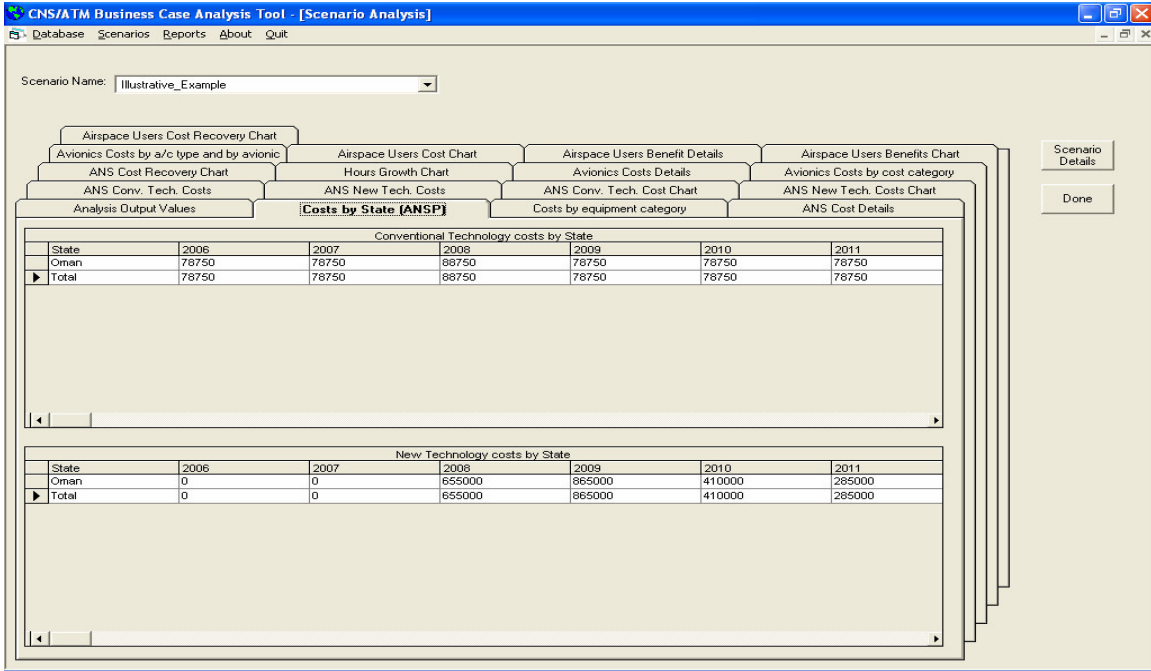 CNS/ATM Business Case Analysis Tool - [Scenario Analysis]
Database Scenarios Reports About Quit
Scenario Name: Illustrative_Example
Airspace Users Cost Recovery Chart
Avionics Costs by a/c type and by avionic Airspace Users Cost Chart Airspace Users Benefit Details Airspace Users Benefits Chart
Scenario Details
ANS Cost Recovery Chart Hours Growth Chart Avionics Costs Details Avionics Costs by cost category
ANS Conv. Tech. Costs ANS New Tech. Costs ANS Conv. Tech. Cost Chart ANS New Tech. Costs Chart
Done
Analysis Output Values Costs by State (ANSP) Costs by equipment category ANS Cost Details
Conventional Technology costs by State
State 2006 2007 2008 2009 2010 2011
Oman 78750 78750 88750 78750 78750 78750
Total 78750 78750 88750 78750 78750 78750
New Technology costs by State
State 2006 2007 2008 2009 2010 2011
Oman 0 0 655000 865000 410000 285000
Total 0 0 655000 865000 410000 285000